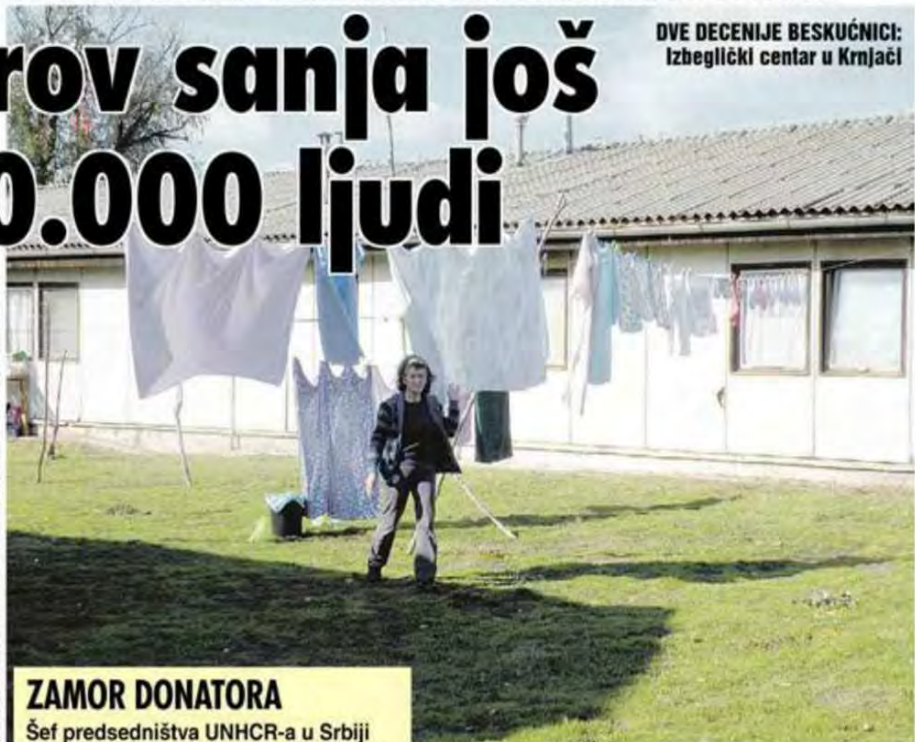 rov sanja još
0.000 ljudi
DVE DECENIJE BESKUĆNICI:
Izbeglički centar u Krnjači
ZAMOR DONATORA
Šef predsedništva UNHCR-a u Srbiji